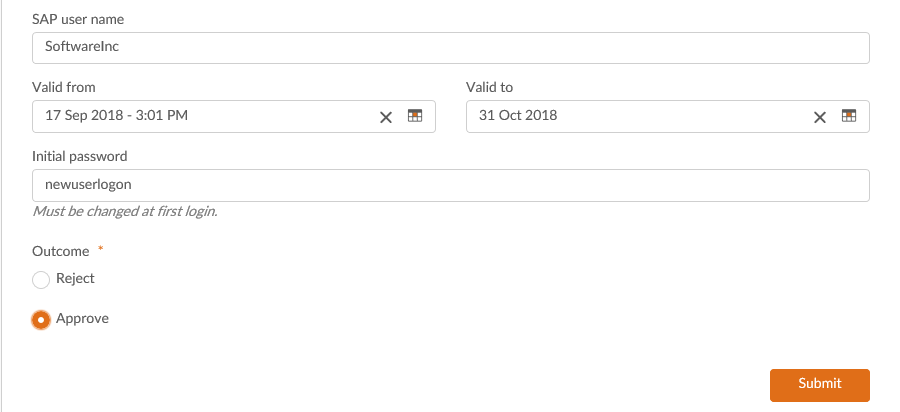 SAP user name
SoftwareInc
Valid from
Valid to
17 Sep 2018 - 3:01 PM
31 Oct 2018
Initial password
newuserlogon
Must be changed at first login.
Outcome *
Reject
Approve
Submit